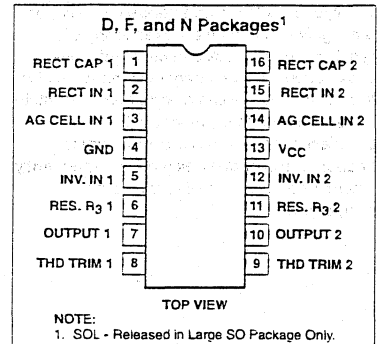 D, F, and N Packages1
RECT CAP 1 1 16 RECT CAP 2
RECT IN 1 2 15 RECT IN 2
AG CELL IN 1 3 14 AG CELL IN 2
GND 4 13 VCC
INV. IN 1 5 12 INV. IN 2
RES. R3 1 6 11 RES. R3 2
OUTPUT 1 7 10 OUTPUT 2
THD TRIM 1 8 9 THD TRIM 2
TOP VIEW
NOTE:
1. SOL - Released in Large SO Package Only.